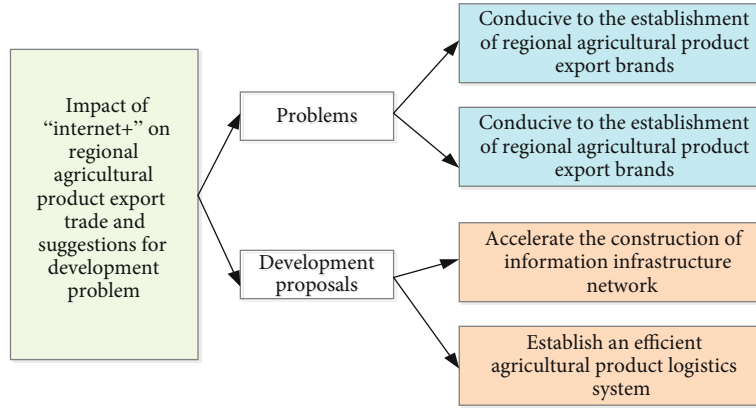 Impact of
“internet+” on
regional
agricultural
product export
trade and
suggestions for
development
problem
Problems
Conducive to the establishment
of regional agricultural product
export brands
Conducive to the establishment
of regional agricultural product
export brands
Development
proposals
Accelerate the construction of
information infrastructure
network
Establish an efficient
agricultural product logistics
system